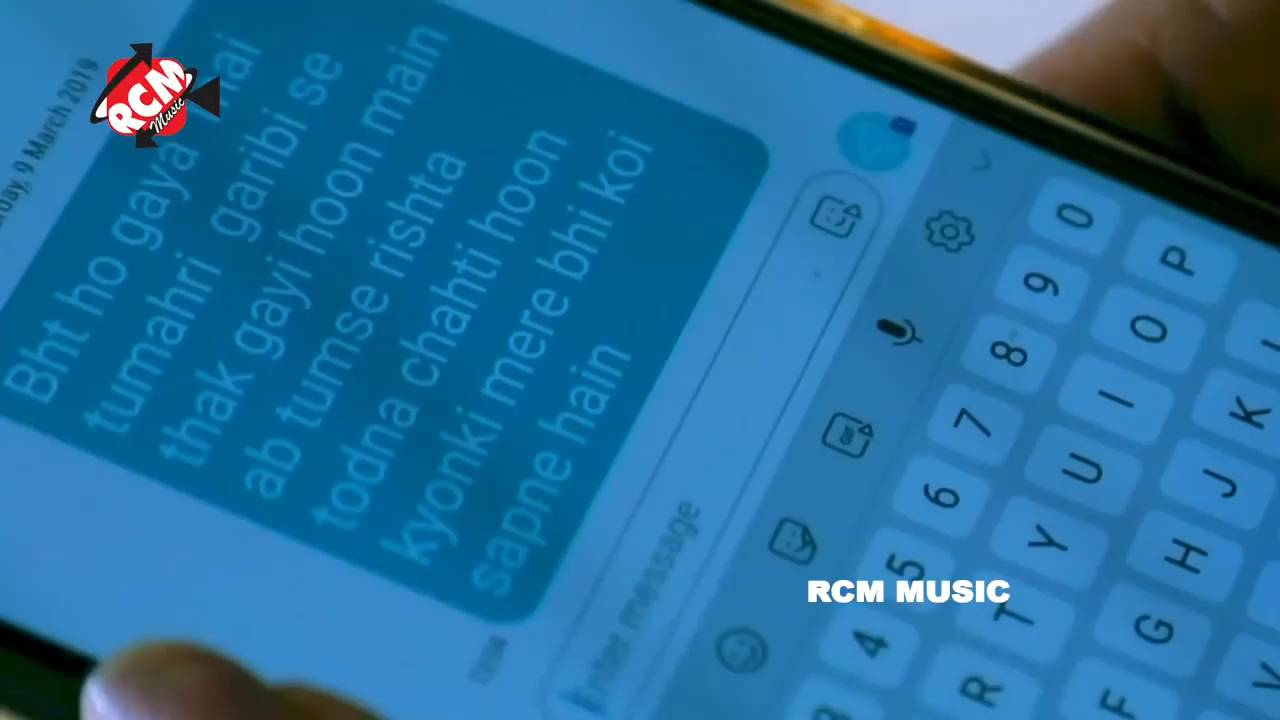 RCM
Music
9 March 2019
Bht ho gaya hai
tumahri garibi se
thak gayi hoon main
ab tumse rishta
todna chahti hoon
kyonki mere bhi koi
sapne hain
Enter message
GIF
4 5 6 7 8 9 0
R T Y U I O P
F G H J K
V
RCM MUSIC